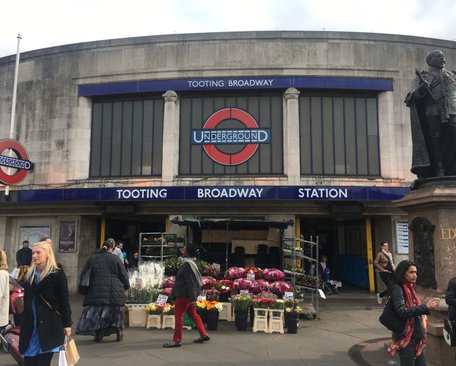 TOOTING BROADWAY
UNDERGROUND
UNDERGROUND
TOOTING BROADWAY STATION